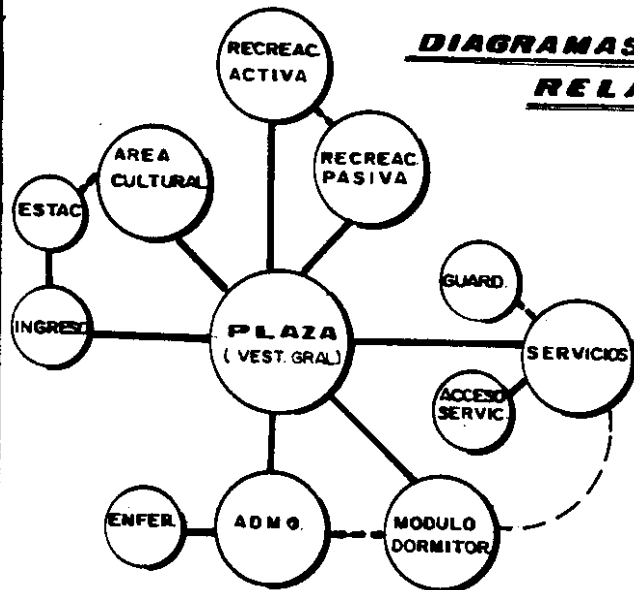 DIAGRAMAS
RELA
RECREAC.
ACTIVA
RECREAC.
PASIVA
AREA
CULTURAL
ESTAC.
INGRESO
PLAZA
( VEST. GRAL)
GUARD.
SERVICIOS
ACCESO
SERVIC.
ENFER.
ADMO.
MODULO
DORMITOR.